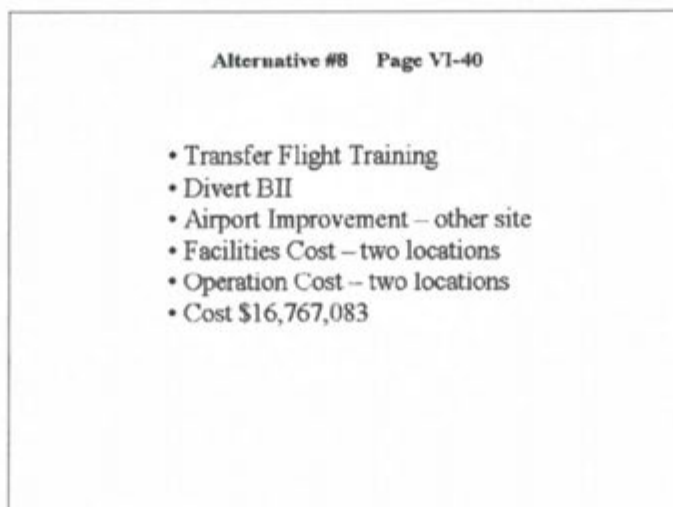 Alternative #8 Page VI-40
• Transfer Flight Training
• Divert BII
• Airport Improvement – other site
• Facilities Cost – two locations
• Operation Cost – two locations
• Cost $16,767,083